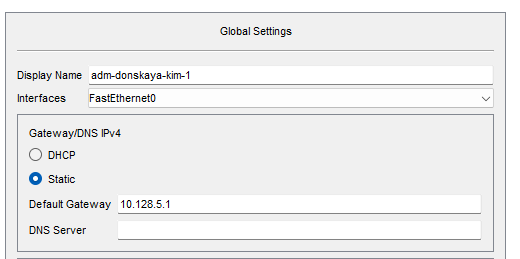 Global Settings
Display Name adm-donskaya-kim-1
Interfaces FastEthernet0
Gateway/DNS IPv4
DHCP
Static
Default Gateway 10.128.5.1
DNS Server